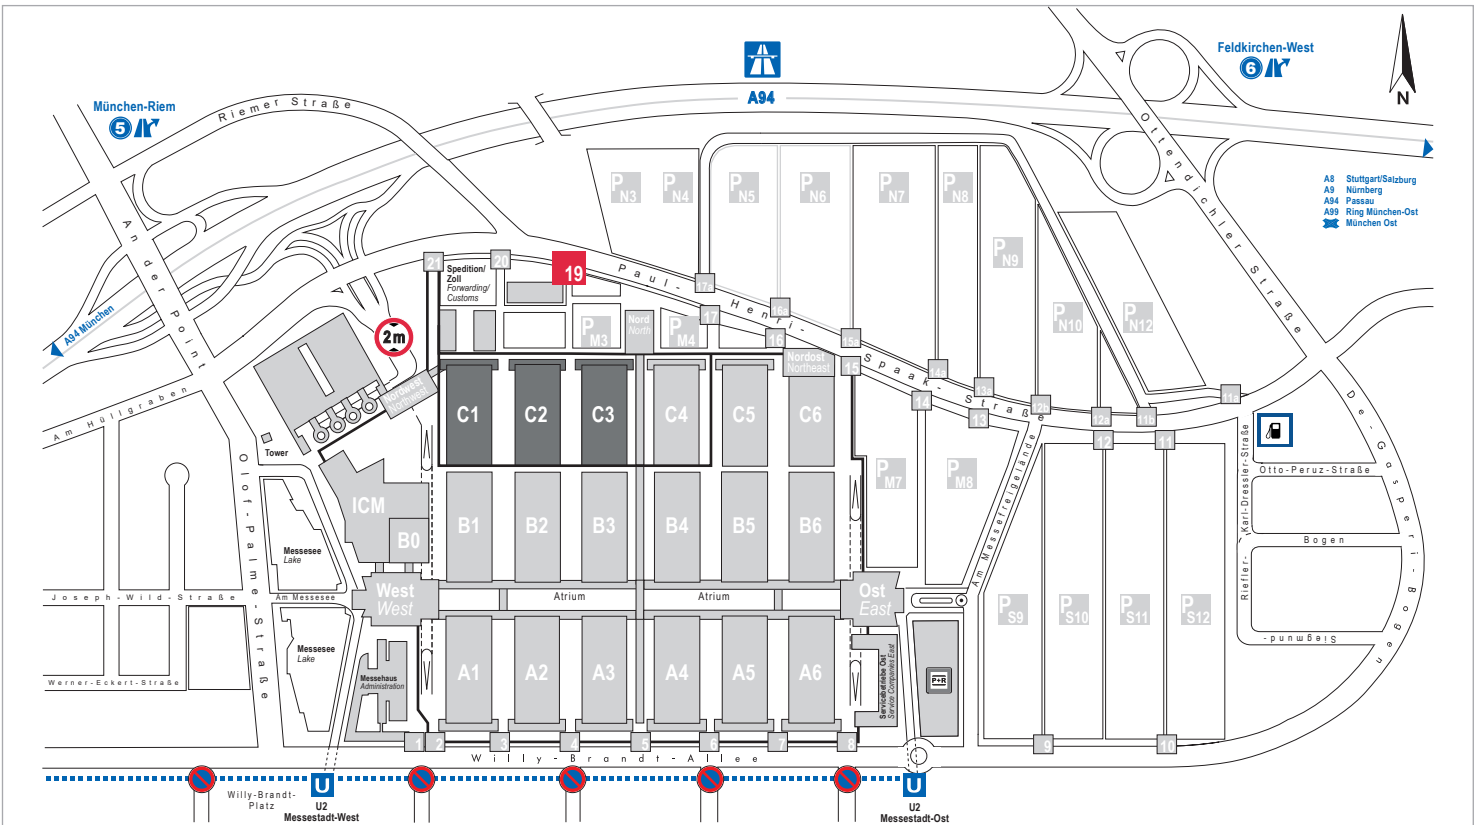 A94
München-Riem
5
Riemer Straße
Feldkirchen-West
6
N
A8 Stuttgart/Salzburg
A9 Nürnberg
A94 Passau
A99 Ring München-Ost
München Ost
Ottendichler Straße
An der Point
A94 München
Am Hüllgraben
P N3
P N4
P N5
P N6
P N7
P N8
P N9
P N10
P N12
21
20
19
Spedition/
Zoll
Forwarding/
Customs
Paul-Henri-Spaak-Straße
17a
17
16a
16
15a
15
14a
14
13a
13
12b
12a
12
11b
11a
11
2m
P M3
Nord
North
P M4
Nordost
Northeast
Nordwest
Northwest
C1
C2
C3
C4
C5
C6
Tower
Olof-Palme-Straße
ICM
B0
B1
B2
B3
B4
B5
B6
P M7
P M8
Am Messefreigelände
Karl-Dressler-Straße
Otto-Peruz-Straße
De-Gasperi-Bogen
Riefler-
Bogen
Siegmund-
Messesee
Lake
Joseph-Wild-Straße
Am Messesee
West
West
Atrium
Atrium
Ost
East
P S9
P S10
P S11
P S12
Messesee
Lake
Werner-Eckert-Straße
Messehaus
Administration
A1
A2
A3
A4
A5
A6
Servicebetriebe Ost
Service Companies East
P+R
1
2
3
4
5
6
7
8
9
10
Willy-Brandt-Allee
Willy-Brandt-
Platz
U
U2
Messestadt-West
U
U2
Messestadt-Ost